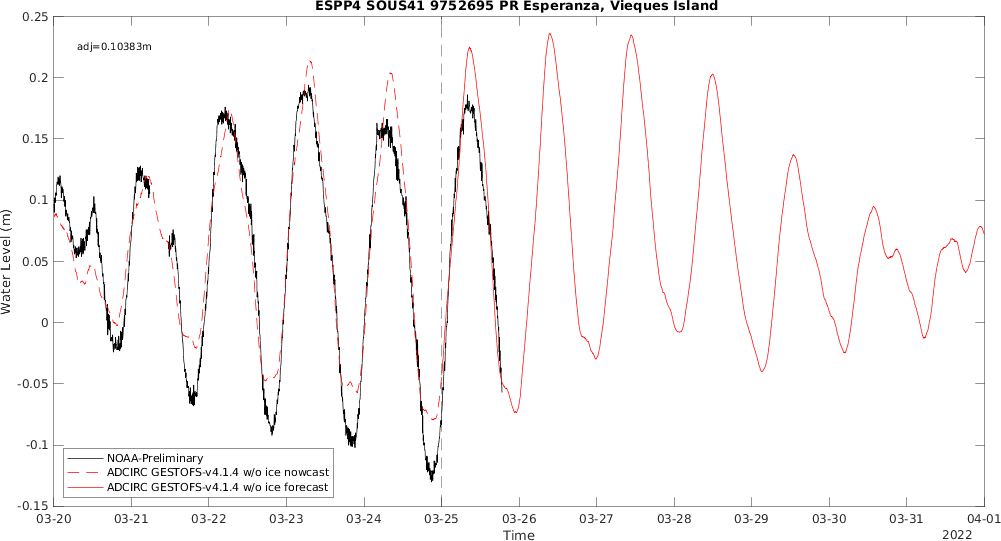 ESPP4 SOUS41 9752695 PR Esperanza, Vieques Island
adj=0.10383m
0.25
0.2
0.15
0.1
0.05
0
-0.05
-0.1
-0.15
Water Level (m)
NOAA-Preliminary
ADCIRC GESTOFS-v4.1.4 w/o ice nowcast
ADCIRC GESTOFS-v4.1.4 w/o ice forecast
03-20 03-21 03-22 03-23 03-24 03-25 03-26 03-27 03-28 03-29 03-30 03-31 04-01
Time
2022